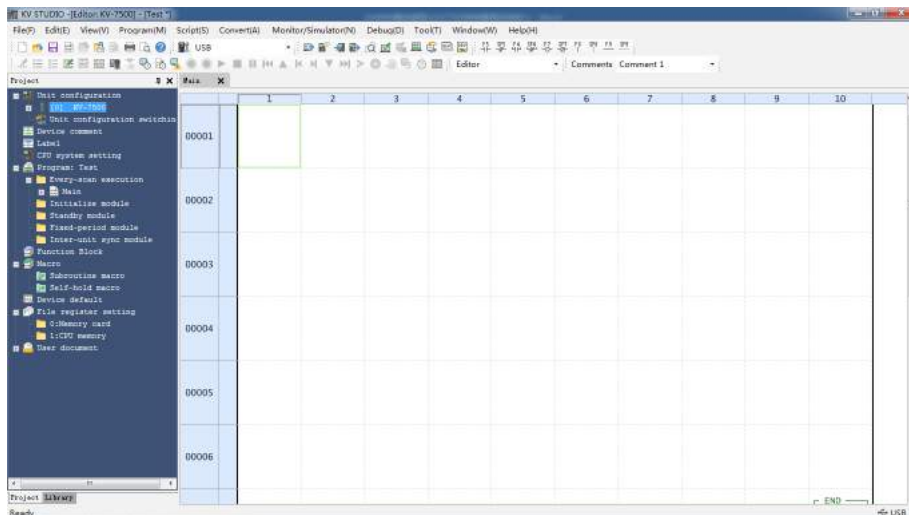 KV STUDIO -[Editor: KV-7500] - [Test *]
File(F) Edit(E) View(V) Program(M) Script(S) Convert(A) Monitor/Simulator(N) Debug(D) Tool(T) Window(W) Help(H)
USB
Editor Comments Comment 1
Project Main
Unit configuration
[0] KV-7500
Unit configuration switchin
Device comment
Label
CPU system setting
Program: Test
Every-scan execution
Main
Initialize module
Standby module
Fixed-period module
Inter-unit sync module
Function Block
Macro
Subroutine macro
Self-hold macro
Device default
File register setting
0:Memory card
1:CPU memory
User document
1 2 3 4 5 6 7 8 9 10
00001
00002
00003
00004
00005
00006
END
Project Library
Ready USB